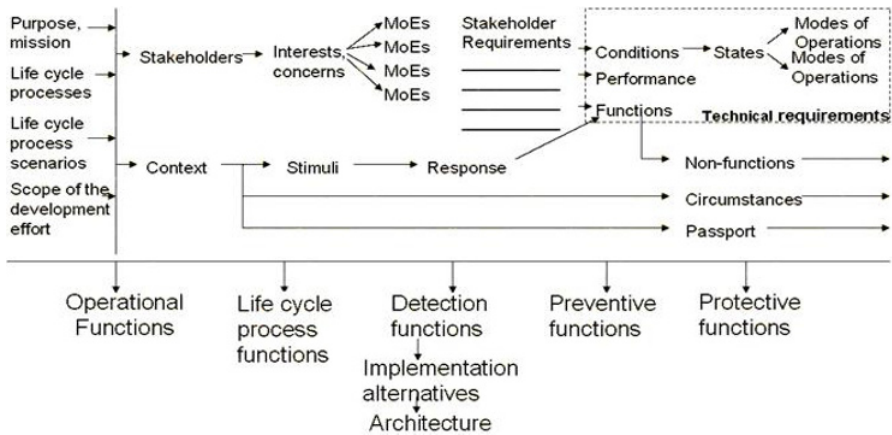 Purpose,
mission
Life cycle
processes
Life cycle
process
scenarios
Scope of the
development
effort
Stakeholders
Interests,
concerns
MoEs
MoEs
MoEs
MoEs
Stakeholder
Requirements
Conditions
Performance
Functions
States
Modes of
Operations
Modes of
Operations
Technical requirements
Context
Stimuli
Response
Non-functions
Circumstances
Passport
Operational
Functions
Life cycle
process
functions
Detection
functions
Preventive
functions
Protective
functions
Implementation
alternatives
Architecture